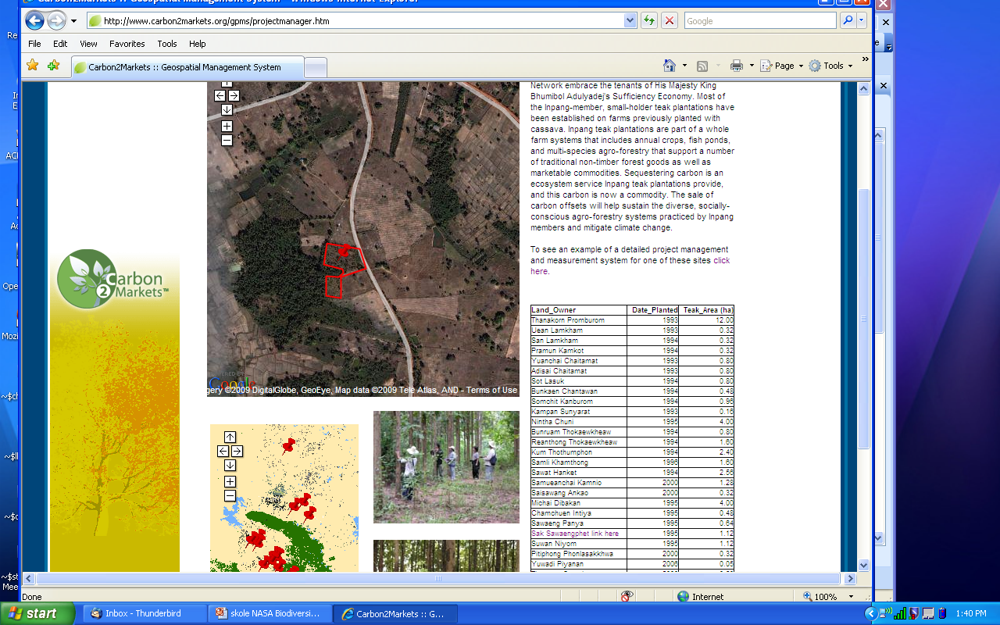 Carbon2Markets :: Geospatial Management System - Windows Internet Explorer
http://www.carbon2markets.org/gpms/projectmanager.htm
Google
File Edit View Favorites Tools Help
Carbon2Markets :: Geospatial Management System
Page Tools
Network embrace the tenants of His Majesty King
Bhumibol Adulyadej's Sufficiency Economy. Most of
the Inpang-member, small-holder teak plantations have
been established on farms previously planted with
cassava. Inpang teak plantations are part of a whole
farm systems that includes annual crops, fish ponds,
and multi-species agro-forestry that support a number
of traditional non-timber forest goods as well as
marketable commodities. Sequestering carbon is an
ecosystem service Inpang teak plantations provide,
and this carbon is now a commodity. The sale of
carbon offsets will help sustain the diverse, socially-
conscious agro-forestry systems practiced by Inpang
members and mitigate climate change.
To see an example of a detailed project management
and measurement system for one of these sites click
here.
Carbon
2 Markets™
POWERED BY
Google
gery ©2009 DigitalGlobe, GeoEye, Map data ©2009 Tele Atlas, AND - Terms of Use
Land_Owner Date_Planted Teak_Area (ha)
Thanakorn Promburom 1993 12.00
Uean Lamkham 1993 0.32
San Lamkham 1994 0.32
Pramun Kamkot 1994 0.32
Yuanchai Chaitamat 1993 0.80
Adisai Chaitamat 1993 0.80
Sot Lasuk 1994 0.80
Bunkaen Chantawan 1994 0.48
Somchit Kanburom 1994 0.96
Kampan Sunyarat 1993 0.16
Nintha Chuni 1995 4.00
Bunruam Thokaewkheaw 1994 0.80
Reanthong Thokaewkheaw 1994 1.60
Kum Thothumphon 1994 2.40
Samli Khamthong 1996 1.60
Sawat Hanket 1994 2.56
Samueanchai Kamnio 2000 1.28
Saisawang Ankao 2000 0.32
Michai Dibakan 1995 4.00
Chamchuen Intiya 1995 0.48
Sawaeng Panya 1995 0.64
Sak Sawaengphet link here 1995 1.12
Suwan Niyom 1995 1.12
Pitiphong Phonlasakkhwa 2000 0.32
Yuwadi Piyanan 2006 0.05
Re
In
E
ACI
Ac
Ope
Mozi
~$ch
~$ll
~$c
~$st
Mee
Done Internet 100%
start Inbox - Thunderbird skole NASA Biodiversi... Carbon2Markets :: G... 1:40 PM